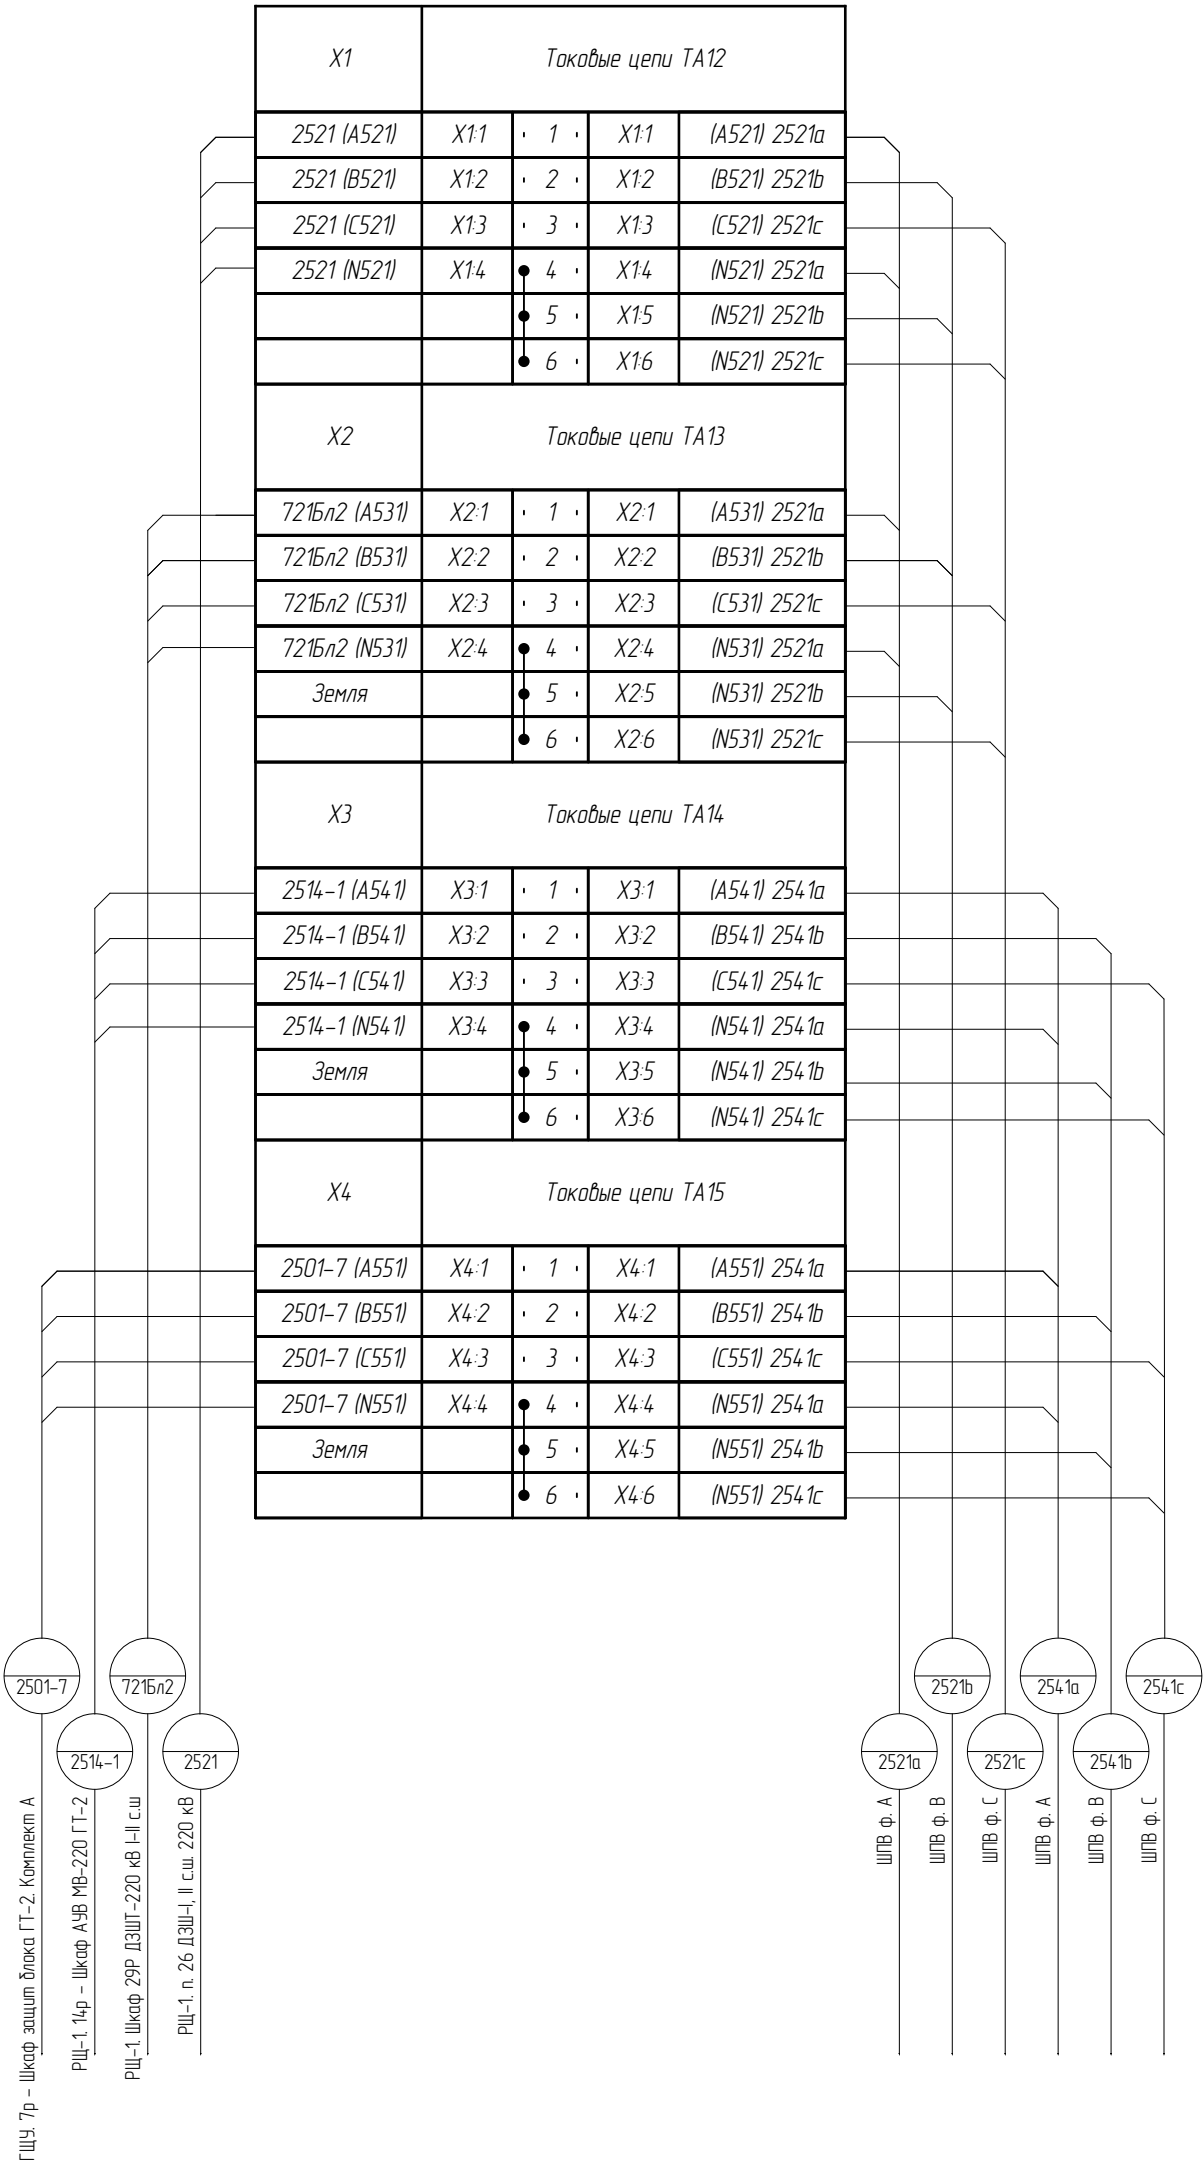 X1 Токовые цепи ТА12
2521 (A521) X1:1 1 X1:1 (A521) 2521a
2521 (B521) X1:2 2 X1:2 (B521) 2521b
2521 (C521) X1:3 3 X1:3 (C521) 2521c
2521 (N521) X1:4 4 X1:4 (N521) 2521a
5 X1:5 (N521) 2521b
6 X1:6 (N521) 2521c
X2 Токовые цепи ТА13
721Бл2 (A531) X2:1 1 X2:1 (A531) 2521a
721Бл2 (B531) X2:2 2 X2:2 (B531) 2521b
721Бл2 (C531) X2:3 3 X2:3 (C531) 2521c
721Бл2 (N531) X2:4 4 X2:4 (N531) 2521a
Земля 5 X2:5 (N531) 2521b
6 X2:6 (N531) 2521c
X3 Токовые цепи ТА14
2514-1 (A541) X3:1 1 X3:1 (A541) 2541a
2514-1 (B541) X3:2 2 X3:2 (B541) 2541b
2514-1 (C541) X3:3 3 X3:3 (C541) 2541c
2514-1 (N541) X3:4 4 X3:4 (N541) 2541a
Земля 5 X3:5 (N541) 2541b
6 X3:6 (N541) 2541c
X4 Токовые цепи ТА15
2501-7 (A551) X4:1 1 X4:1 (A551) 2541a
2501-7 (B551) X4:2 2 X4:2 (B551) 2541b
2501-7 (C551) X4:3 3 X4:3 (C551) 2541c
2501-7 (N551) X4:4 4 X4:4 (N551) 2541a
Земля 5 X4:5 (N551) 2541b
6 X4:6 (N551) 2541c
2501-7 721Бл2 2521b 2541a 2541c
2514-1 2521 2521a 2521c 2541b
ГЩУ. 7р - Шкаф защит блока ГТ-2. Комплект А
РЩ-1. 14р - Шкаф АУВ МВ-220 ГТ-2
РЩ-1. Шкаф 29Р ДЗШТ-220 кВ I-II с.ш
РЩ-1. п. 26 ДЗШ-I, II с.ш. 220 кВ
ШПВ ф. А
ШПВ ф. В
ШПВ ф. С
ШПВ ф. А
ШПВ ф. В
ШПВ ф. С